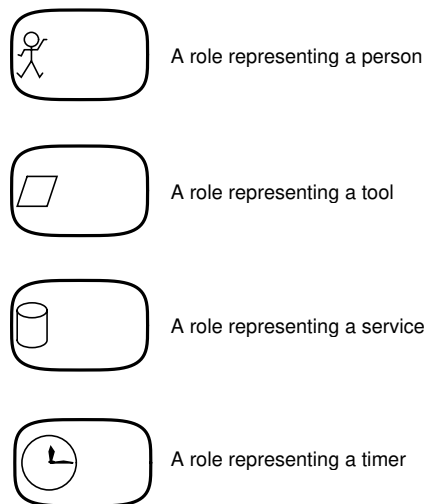 A role representing a person
A role representing a tool
A role representing a service
A role representing a timer